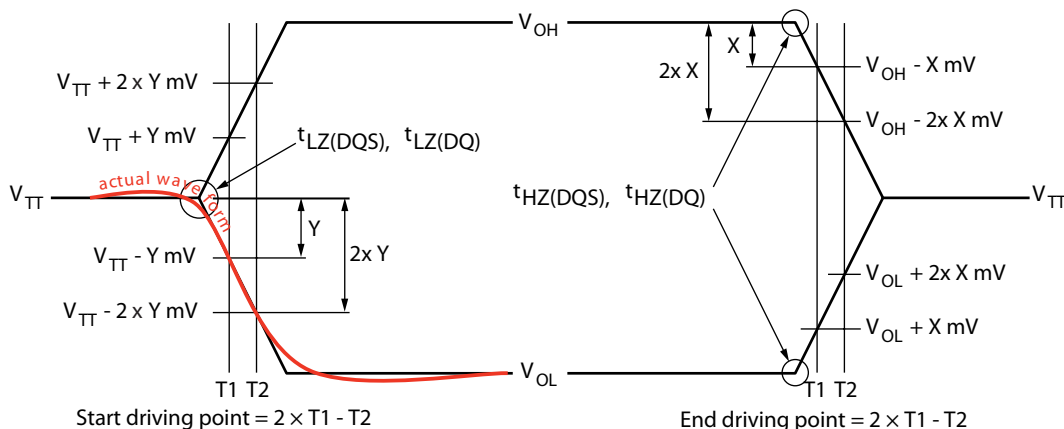 V_OH
X
2x X
V_OH - X mV
V_OH - 2x X mV
V_TT + 2 x Y mV
V_TT + Y mV
t_LZ(DQS), t_LZ(DQ)
actual wave form
V_TT
t_HZ(DQS), t_HZ(DQ)
V_TT
Y
2x Y
V_TT - Y mV
V_TT - 2 x Y mV
V_OL + 2x X mV
V_OL + X mV
V_OL
T1 T2
T1 T2
Start driving point = 2 × T1 - T2
End driving point = 2 × T1 - T2